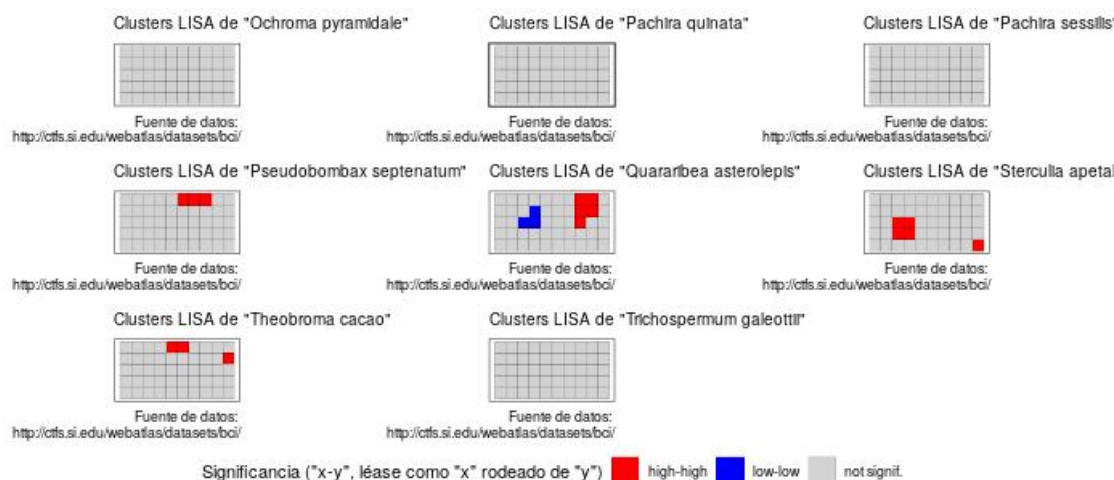 Clusters LISA de "Ochroma pyramidale"
Clusters LISA de "Pachira quinata"
Clusters LISA de "Pachira sessilis"
Fuente de datos:
http://ctfs.si.edu/webatlas/datasets/bci/
Fuente de datos:
http://ctfs.si.edu/webatlas/datasets/bci/
Fuente de datos:
http://ctfs.si.edu/webatlas/datasets/bci/
Clusters LISA de "Pseudobombax septenatum"
Clusters LISA de "Quararibea asterolepis"
Clusters LISA de "Sterculia apetal
Fuente de datos:
http://ctfs.si.edu/webatlas/datasets/bci/
Fuente de datos:
http://ctfs.si.edu/webatlas/datasets/bci/
Fuente de datos:
http://ctfs.si.edu/webatlas/datasets/bci/
Clusters LISA de "Theobroma cacao"
Clusters LISA de "Trichospermum galeottii"
Fuente de datos:
http://ctfs.si.edu/webatlas/datasets/bci/
Fuente de datos:
http://ctfs.si.edu/webatlas/datasets/bci/
Significancia ("x-y", léase como "x" rodeado de "y") high-high low-low not signif.